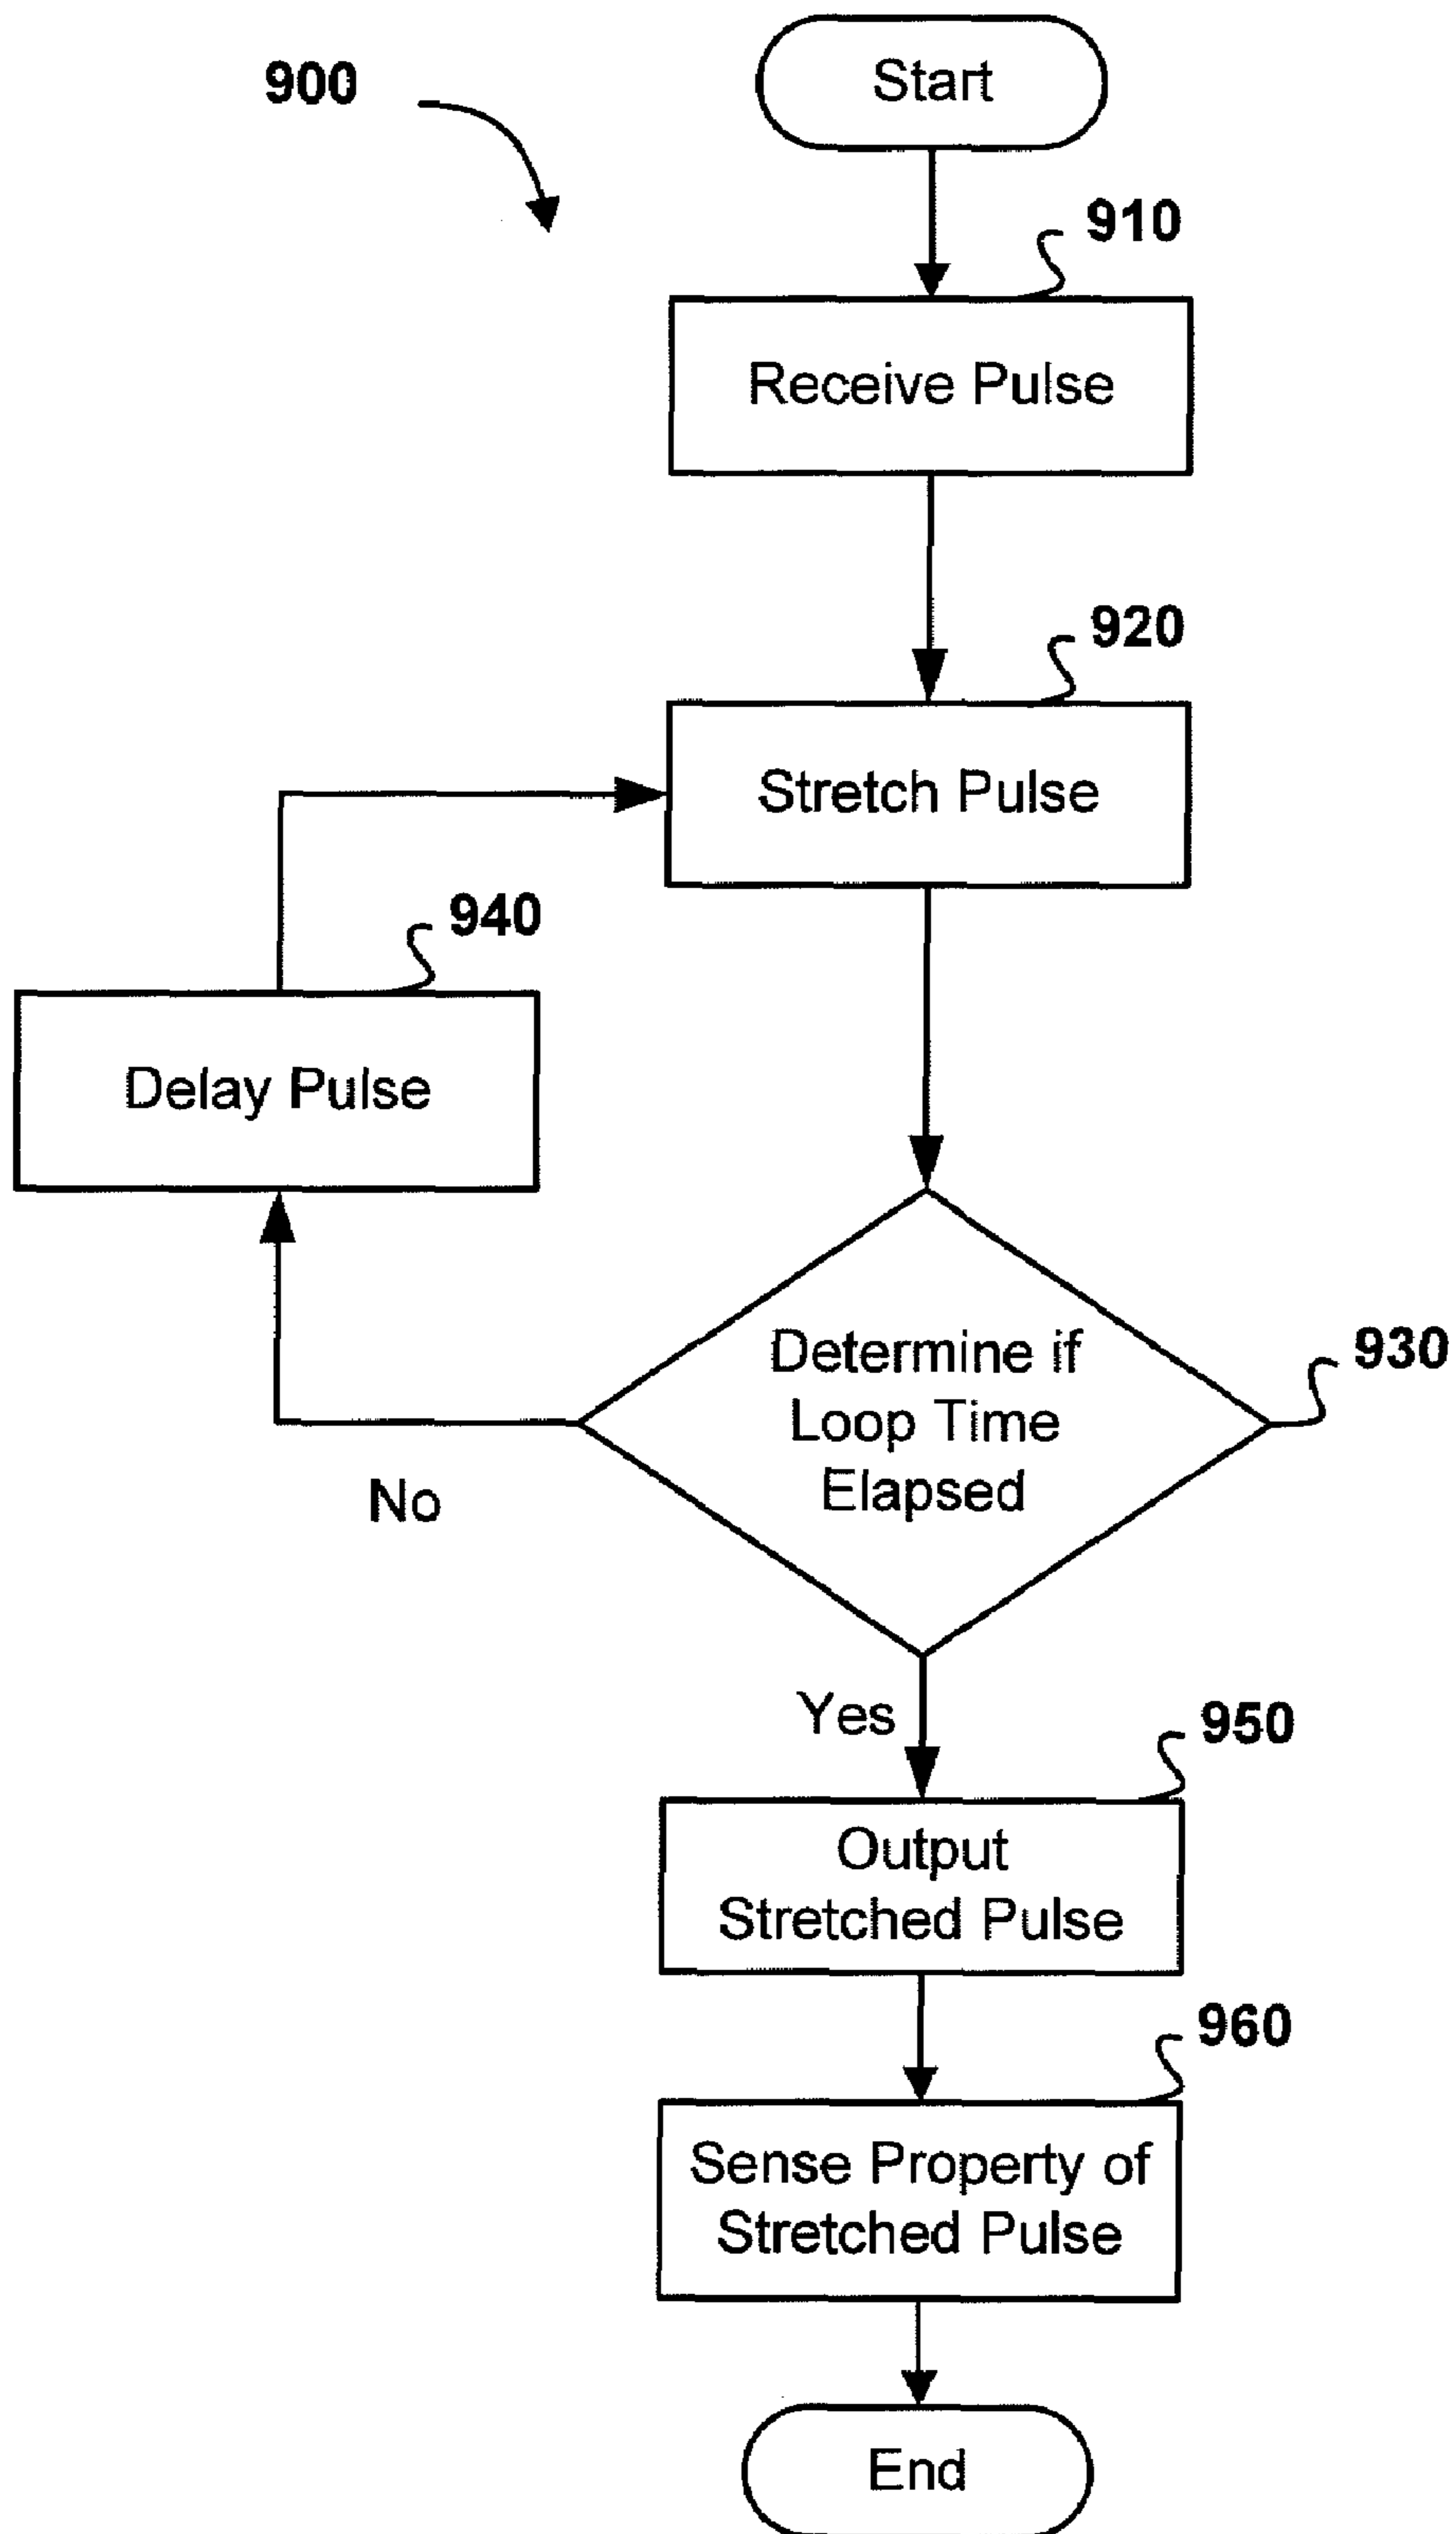 Start
900
910
Receive Pulse
920
Stretch Pulse
940
Delay Pulse
Determine if
Loop Time
Elapsed
930
No
Yes
950
Output
Stretched Pulse
960
Sense Property of
Stretched Pulse
End